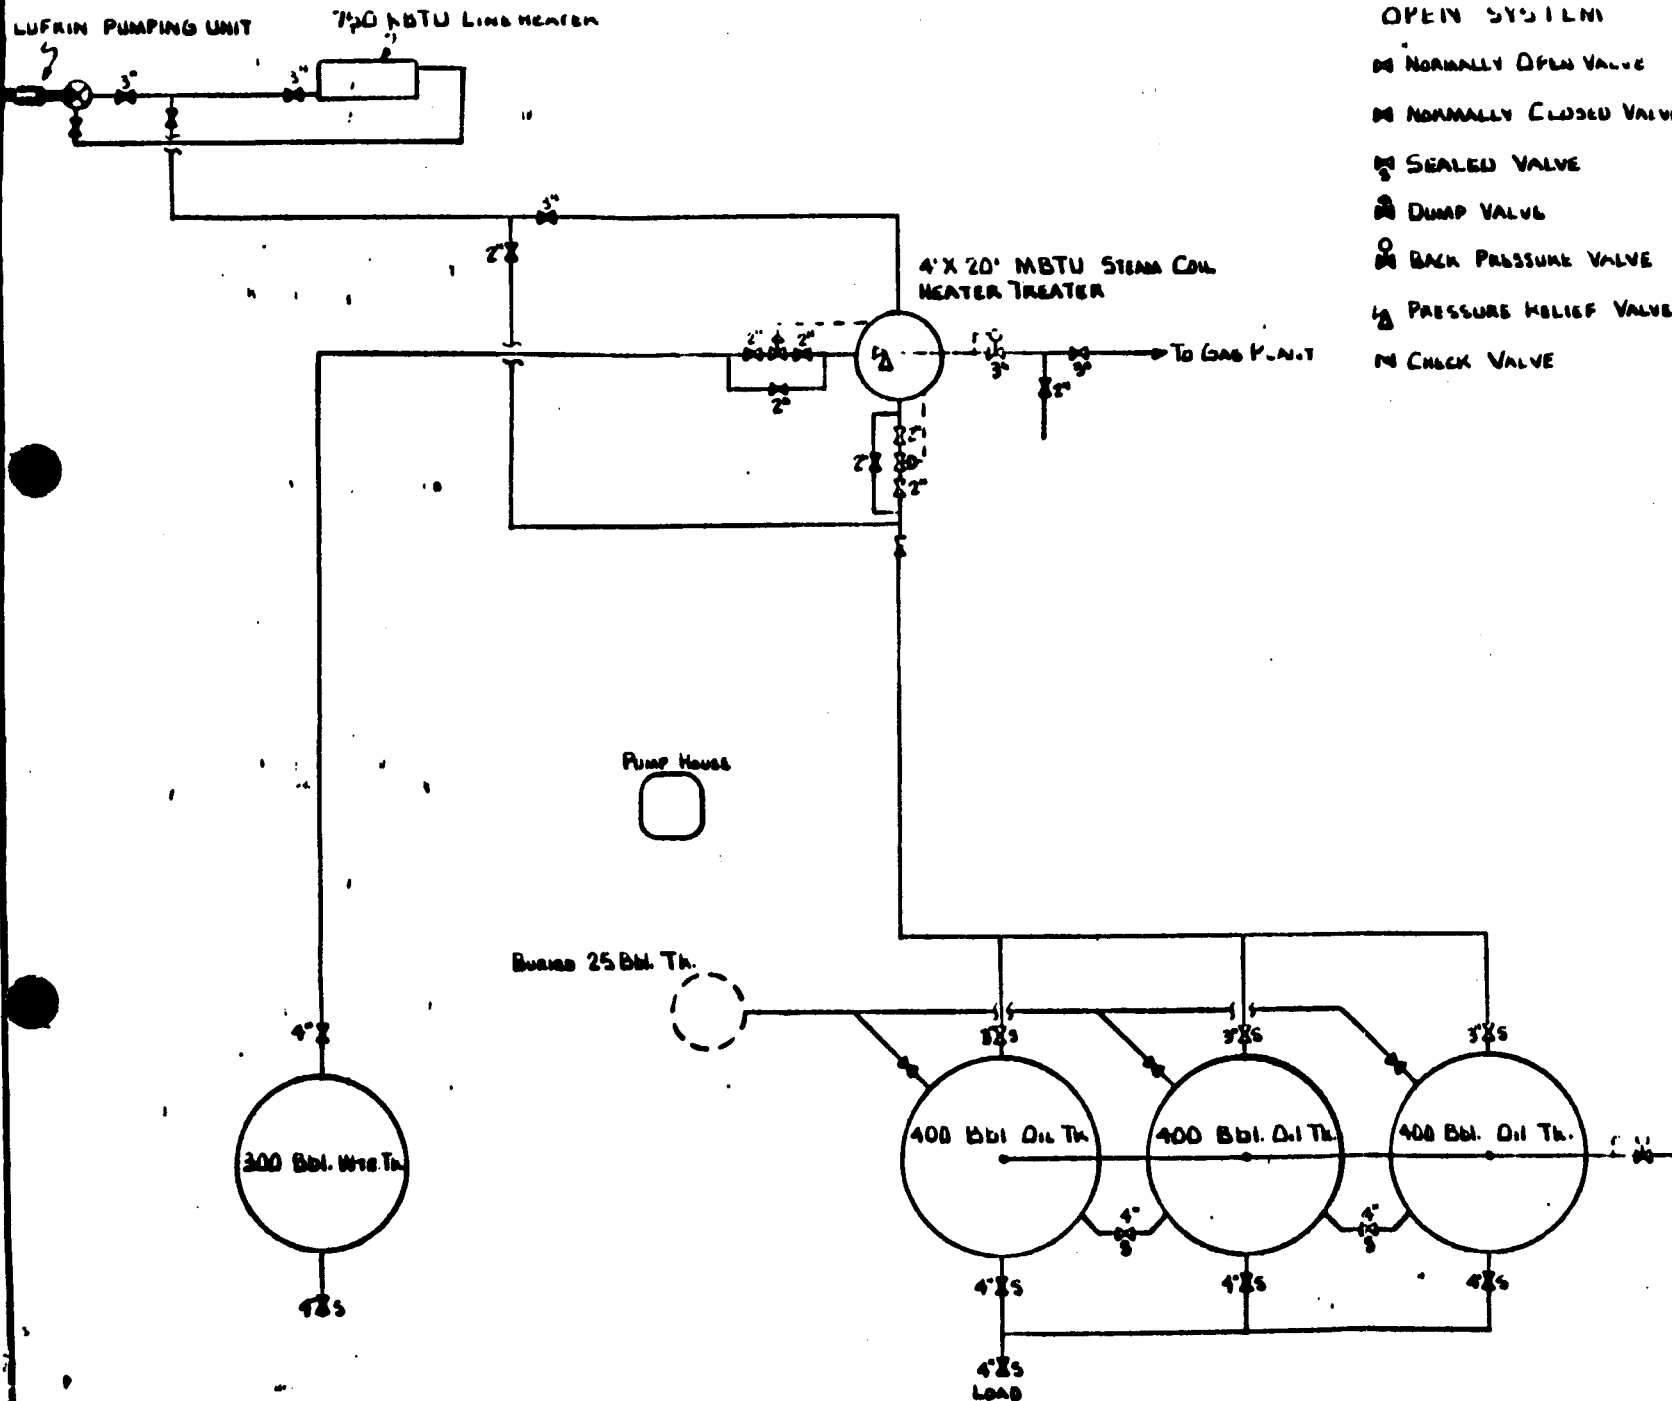 OPEN SYSTEM
LUFKIN PUMPING UNIT
750 MBTU LINE HEATER
NORMALLY OPEN VALVE
NORMALLY CLOSED VALVE
SEALED VALVE
DUMP VALVE
BACK PRESSURE VALVE
PRESSURE RELIEF VALVE
CHECK VALVE
3"
3"
3"
2"
4'X 20' MBTU STEAM COIL
HEATER TREATER
2"
2"
2"
3"
3"
2"
TO GAS PLANT
2"
2"
2"
PUMP HOUSE
BURIED 25 BBl. TK.
4"
3"S
3"S
3"S
300 BBl. WTR. TK
400 BBl OIL TK
400 BBl. OIl TK.
400 BBl. OIl TK.
4"
S
4"
S
4"S
4"S
4"S
4"S
4"S
LOAD